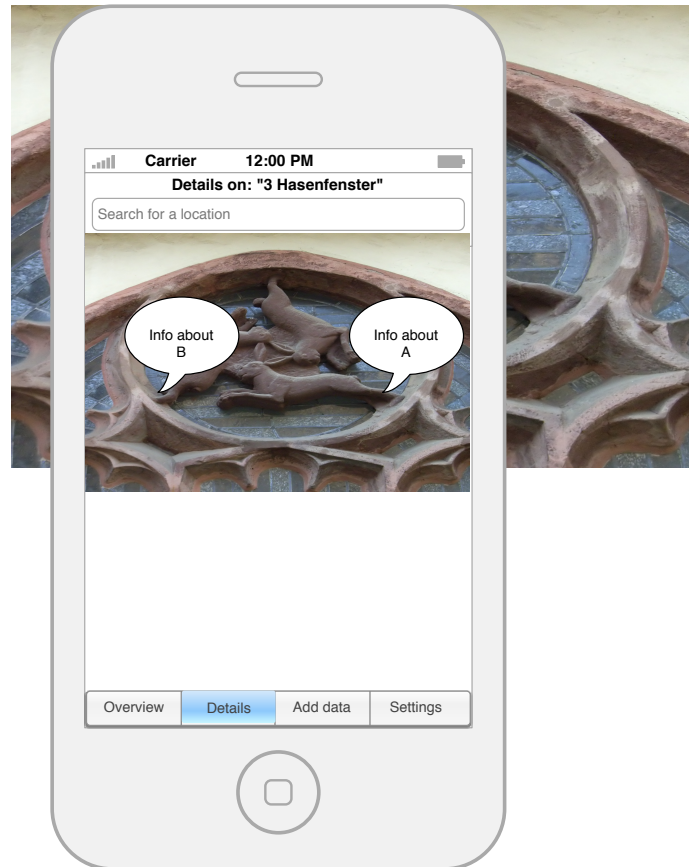 Carrier 12:00 PM
Details on: "3 Hasenfenster"
Search for a location
Info about
B
Info about
A
Overview Details Add data Settings